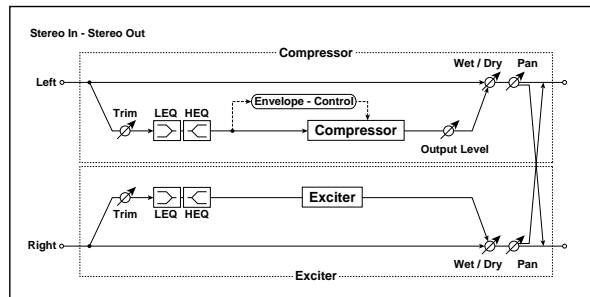 Stereo In - Stereo Out
Compressor
Wet / Dry
Pan
Left
Envelope - Control
Trim
LEQ
HEQ
Compressor
Output Level
Exciter
Trim
LEQ
HEQ
Right
Wet / Dry
Pan
Exciter